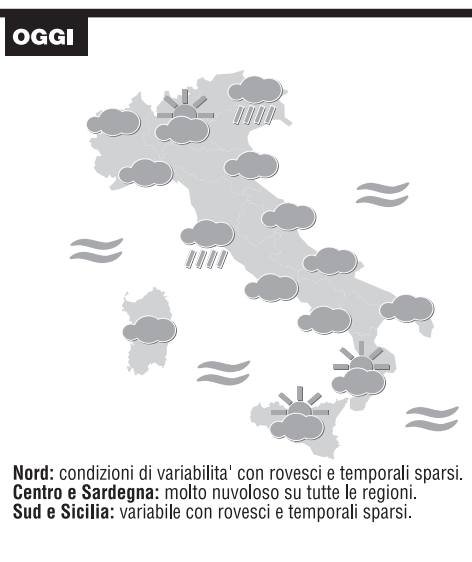 OGGI
Nord: condizioni di variabilita' con rovesci e temporali sparsi.
Centro e Sardegna: molto nuvoloso su tutte le regioni.
Sud e Sicilia: variabile con rovesci e temporali sparsi.